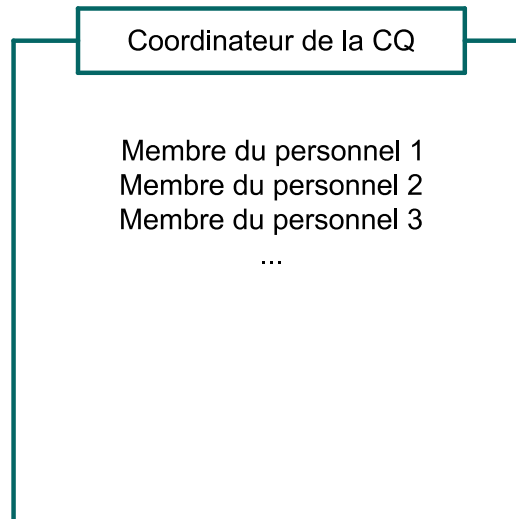 Coordinateur de la CQ
Membre du personnel 1
Membre du personnel 2
Membre du personnel 3
...